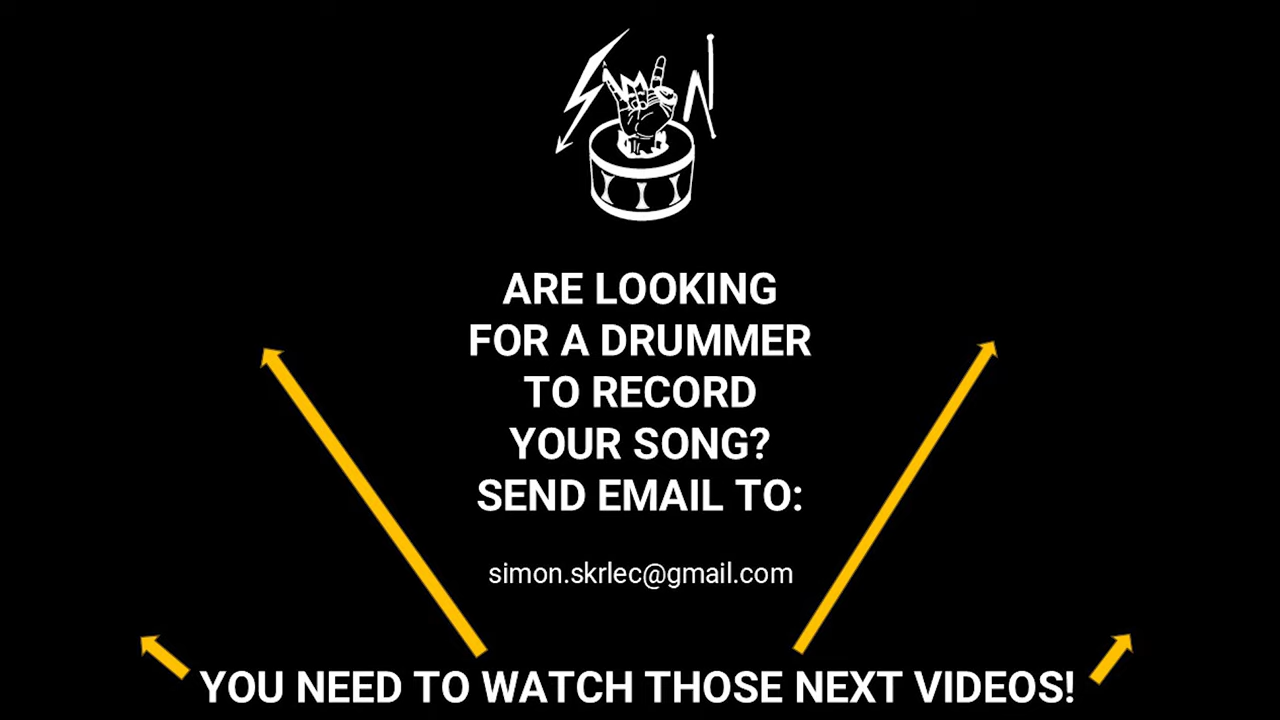 SIMON
ARE LOOKING
FOR A DRUMMER
TO RECORD
YOUR SONG?
SEND EMAIL TO:
simon.skrlec@gmail.com
YOU NEED TO WATCH THOSE NEXT VIDEOS!